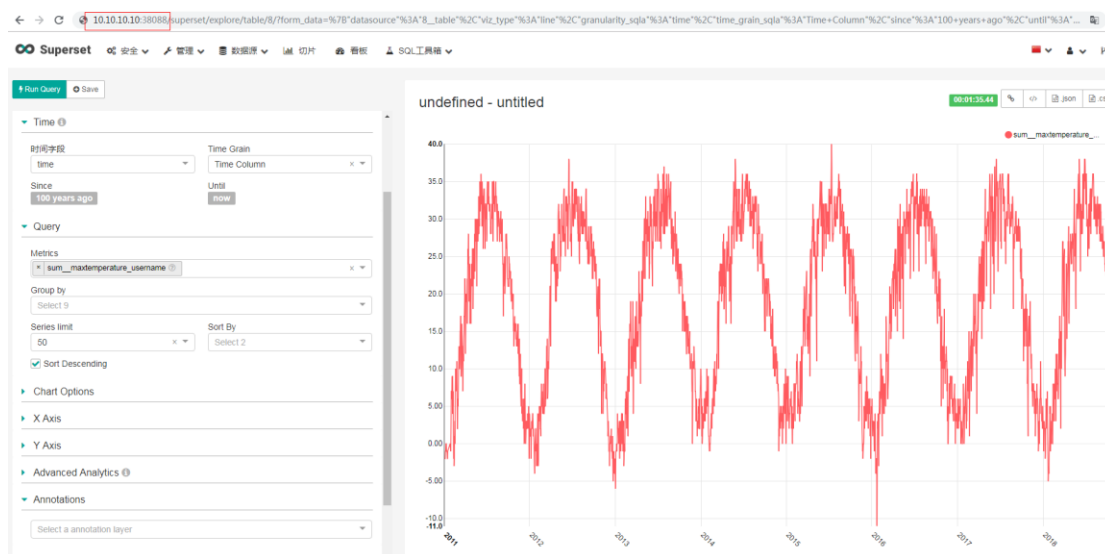 10.10.10.10:38088/superset/explore/table/8/?form_data=%7B"datasource"%3A"8__table"%2C"viz_type"%3A"line"%2C"granularity_sqla"%3A"time"%2C"time_grain_sqla"%3A"Time+Column"%2C"since"%3A"100+years+ago"%2C"until"%3A"...
Superset 安全 管理 数据源 切片 看板 SQL工具箱
Run Query Save
undefined - untitled
00:01:35.44 .json .cs
Time
时间字段 Time Grain
time Time Column
Since Until
100 years ago now
Query
Metrics
sum__maxtemperature_username
Group by
Select 9
Series limit Sort By
50 Select 2
Sort Descending
Chart Options
X Axis
Y Axis
Advanced Analytics
Annotations
Select a annotation layer
sum__maxtemperature_...
40.0
35.0
30.0
25.0
20.0
15.0
10.0
5.00
0.00
-5.00
-10.0
-11.0
2011 2012 2013 2014 2015 2016 2017 2018